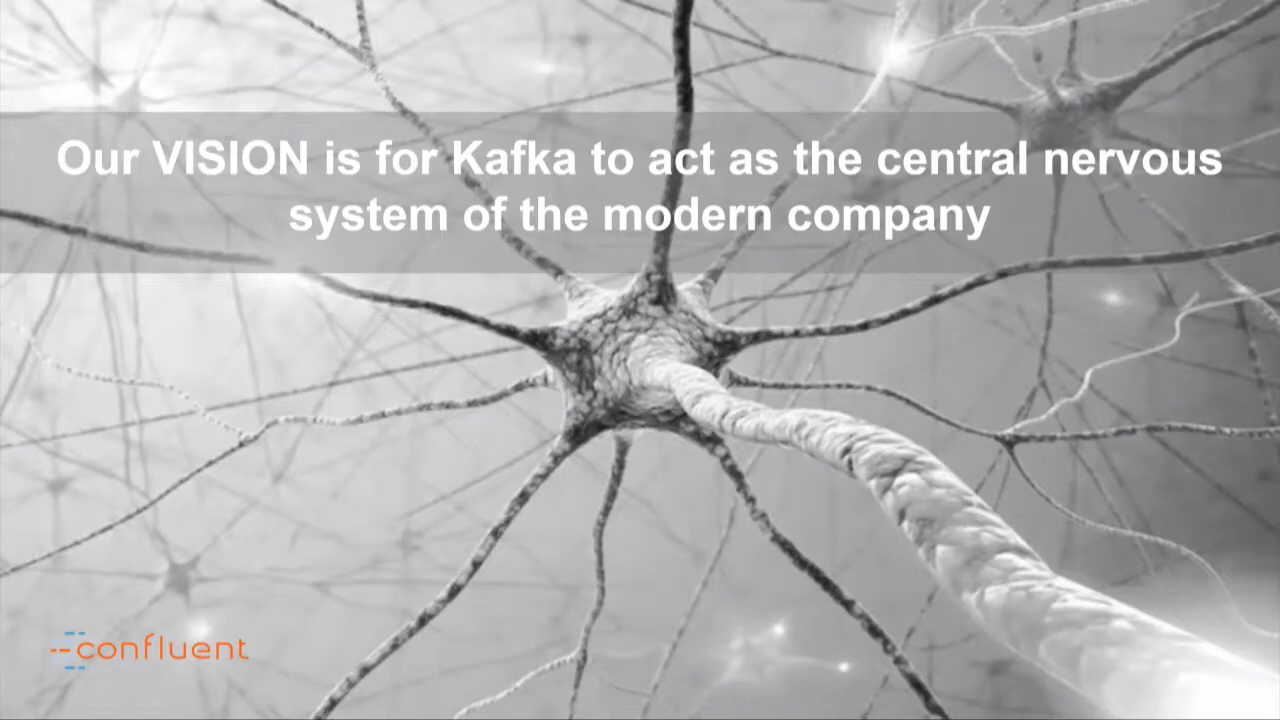 Our VISION is for Kafka to act as the central nervous
system of the modern company
confluent